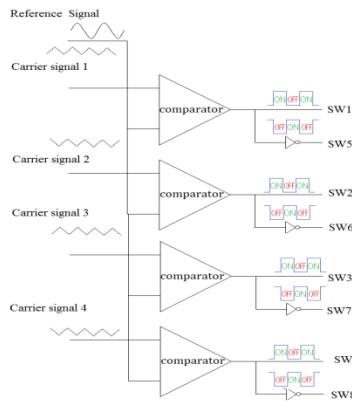 Reference Signal
Carrier signal 1
comparator
ON OFF ON
SW1
OFF ON OFF
SW5
Carrier signal 2
comparator
ON OFF ON
SW2
OFF ON OFF
SW6
Carrier signal 3
comparator
ON OFF ON
SW3
OFF ON OFF
SW7
Carrier signal 4
comparator
ON OFF ON
SW
OFF ON OFF
SW8